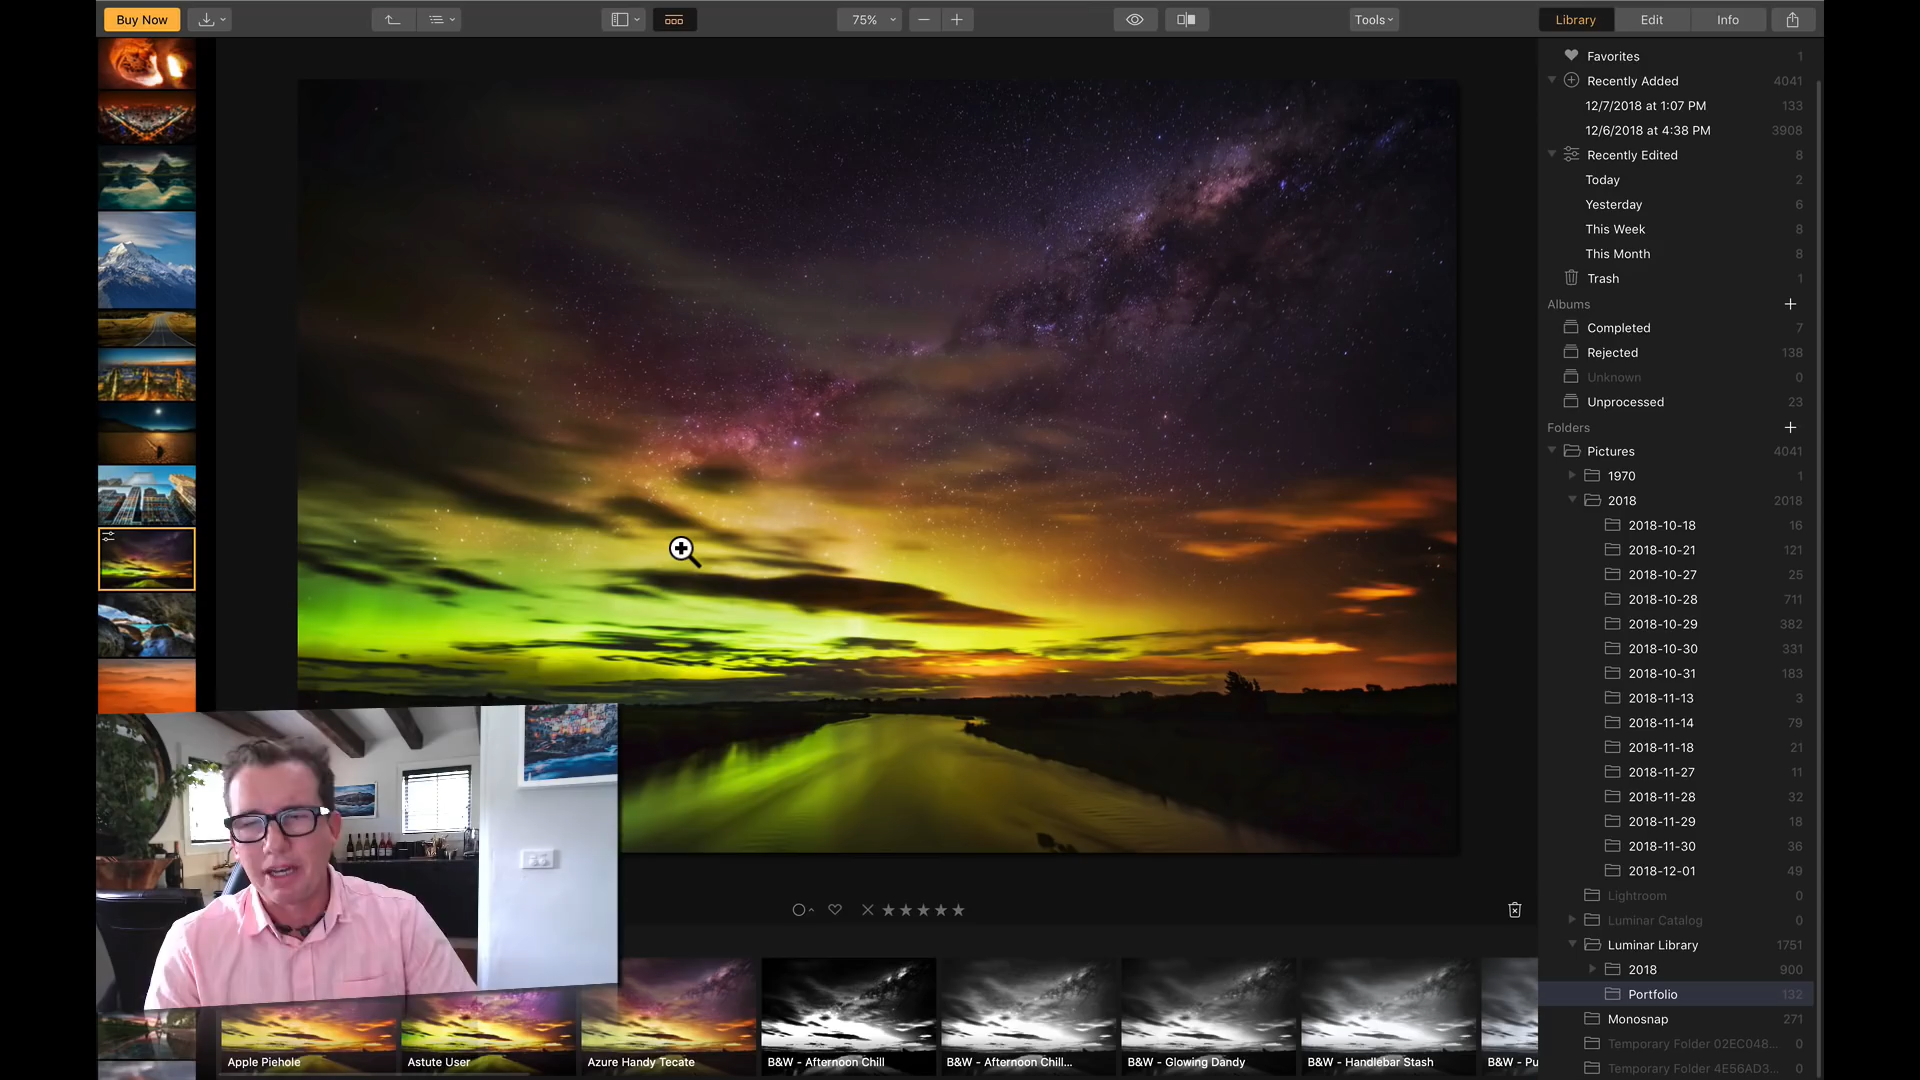 Buy Now
75%
Tools
Library
Edit
Info
Favorites 1
Recently Added 4041
12/7/2018 at 1:07 PM 133
12/6/2018 at 4:38 PM 3908
Recently Edited 8
Today 2
Yesterday 6
This Week 8
This Month 8
Trash 1
Albums
Completed 7
Rejected 138
Unknown 0
Unprocessed 23
Folders
Pictures 4041
1970 1
2018 2018
2018-10-18 16
2018-10-21 121
2018-10-27 25
2018-10-28 711
2018-10-29 382
2018-10-30 331
2018-10-31 183
2018-11-13 3
2018-11-14 79
2018-11-18 21
2018-11-27 11
2018-11-28 32
2018-11-29 18
2018-11-30 36
2018-12-01 49
Lightroom 0
Luminar Catalog 0
Luminar Library 1751
2018 900
Portfolio 132
Monosnap 271
Temporary Folder 02EC048... 0
Temporary Folder 4E56AD3... 0
Apple Piehole
Astute User
Azure Handy Tecate
B&W - Afternoon Chill
B&W - Afternoon Chill...
B&W - Glowing Dandy
B&W - Handlebar Stash
B&W - Pu